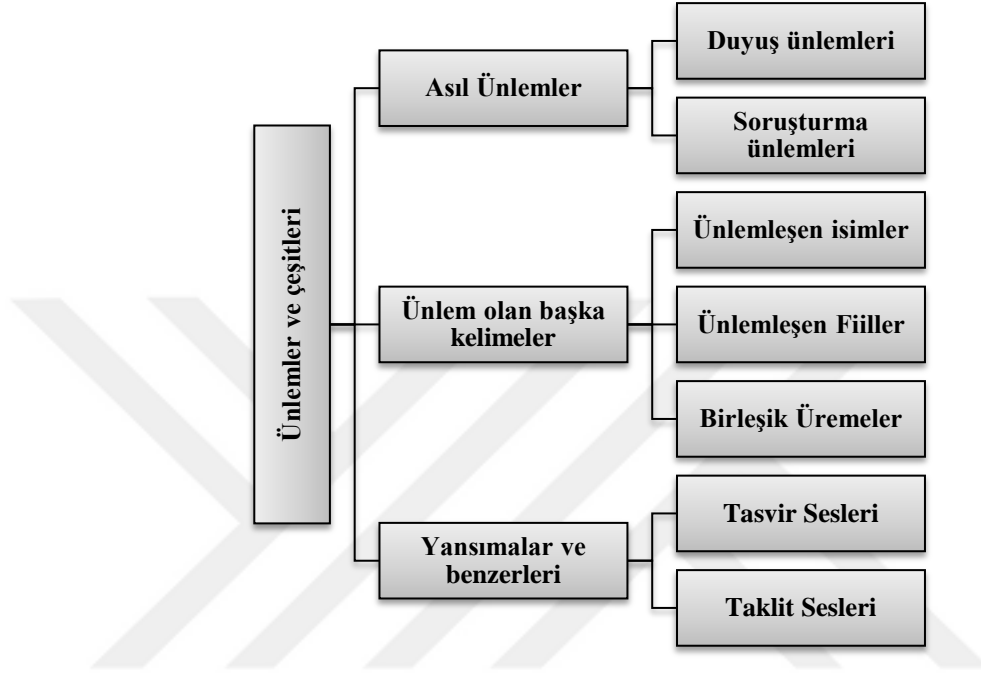 Ünlemler ve çeşitleri
Asıl Ünlemler
Duyuş ünlemleri
Soruşturma
ünlemleri
Ünlem olan başka
kelimeler
Ünlemleşen isimler
Ünlemleşen Fiiller
Birleşik Üremeler
Yansımalar ve
benzerleri
Tasvir Sesleri
Taklit Sesleri